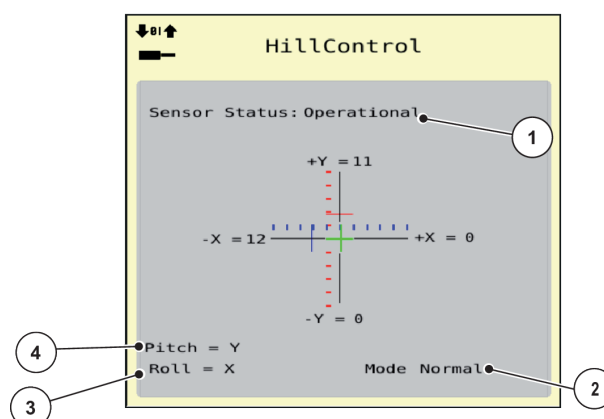 HillControl
Sensor Status: Operational
1
+Y = 11
-X = 12
+X = 0
-Y = 0
4
Pitch = Y
Roll = X
Mode Normal
2
3